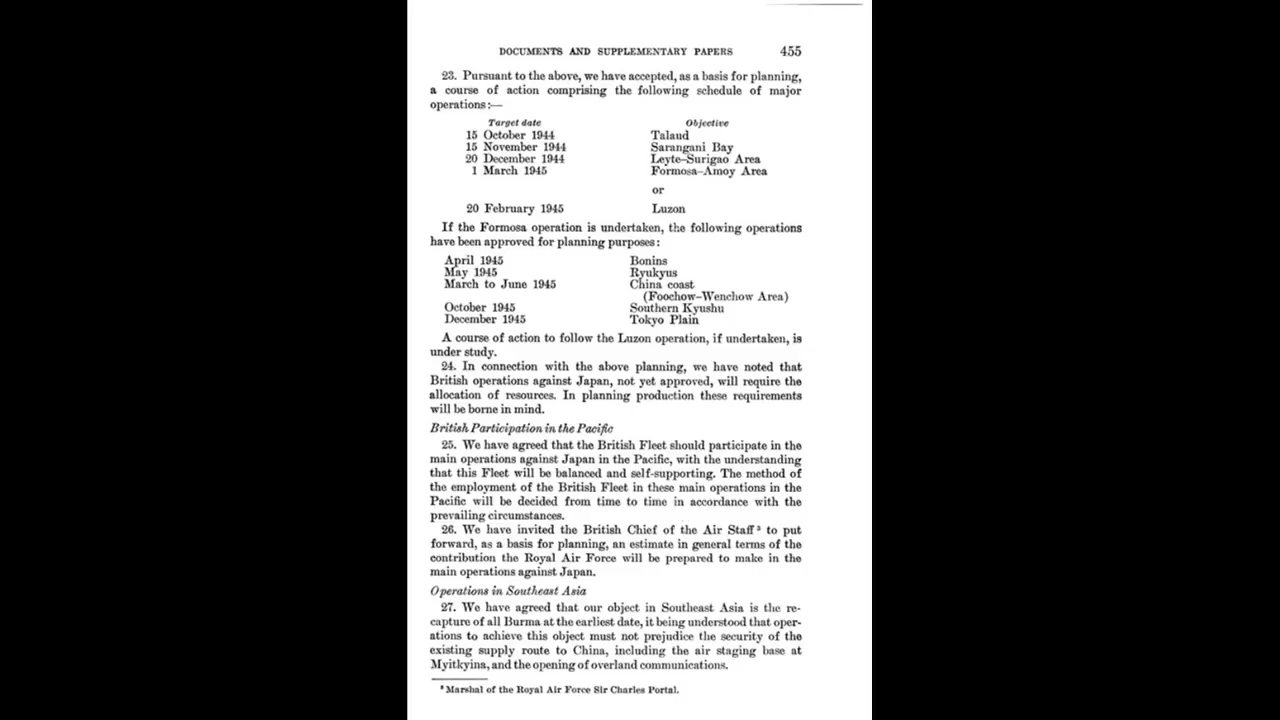 DOCUMENTS AND SUPPLEMENTARY PAPERS 455
23. Pursuant to the above, we have accepted, as a basis for planning,
a course of action comprising the following schedule of major
operations:—
Target date Objective
15 October 1944 Talaud
15 November 1944 Sarangani Bay
20 December 1944 Leyte–Surigao Area
1 March 1945 Formosa–Amoy Area
or
20 February 1945 Luzon
If the Formosa operation is undertaken, the following operations
have been approved for planning purposes:
April 1945 Bonins
May 1945 Ryukyus
March to June 1945 China coast
(Foochow–Wenchow Area)
October 1945 Southern Kyushu
December 1945 Tokyo Plain
A course of action to follow the Luzon operation, if undertaken, is
under study.
24. In connection with the above planning, we have noted that
British operations against Japan, not yet approved, will require the
allocation of resources. In planning production these requirements
will be borne in mind.
British Participation in the Pacific
25. We have agreed that the British Fleet should participate in the
main operations against Japan in the Pacific, with the understanding
that this Fleet will be balanced and self-supporting. The method of
the employment of the British Fleet in these main operations in the
Pacific will be decided from time to time in accordance with the
prevailing circumstances.
26. We have invited the British Chief of the Air Staff³ to put
forward, as a basis for planning, an estimate in general terms of the
contribution the Royal Air Force will be prepared to make in the
main operations against Japan.
Operations in Southeast Asia
27. We have agreed that our object in Southeast Asia is the re-
capture of all Burma at the earliest date, it being understood that oper-
ations to achieve this object must not prejudice the security of the
existing supply route to China, including the air staging base at
Myitkyina, and the opening of overland communications.
³ Marshal of the Royal Air Force Sir Charles Portal.